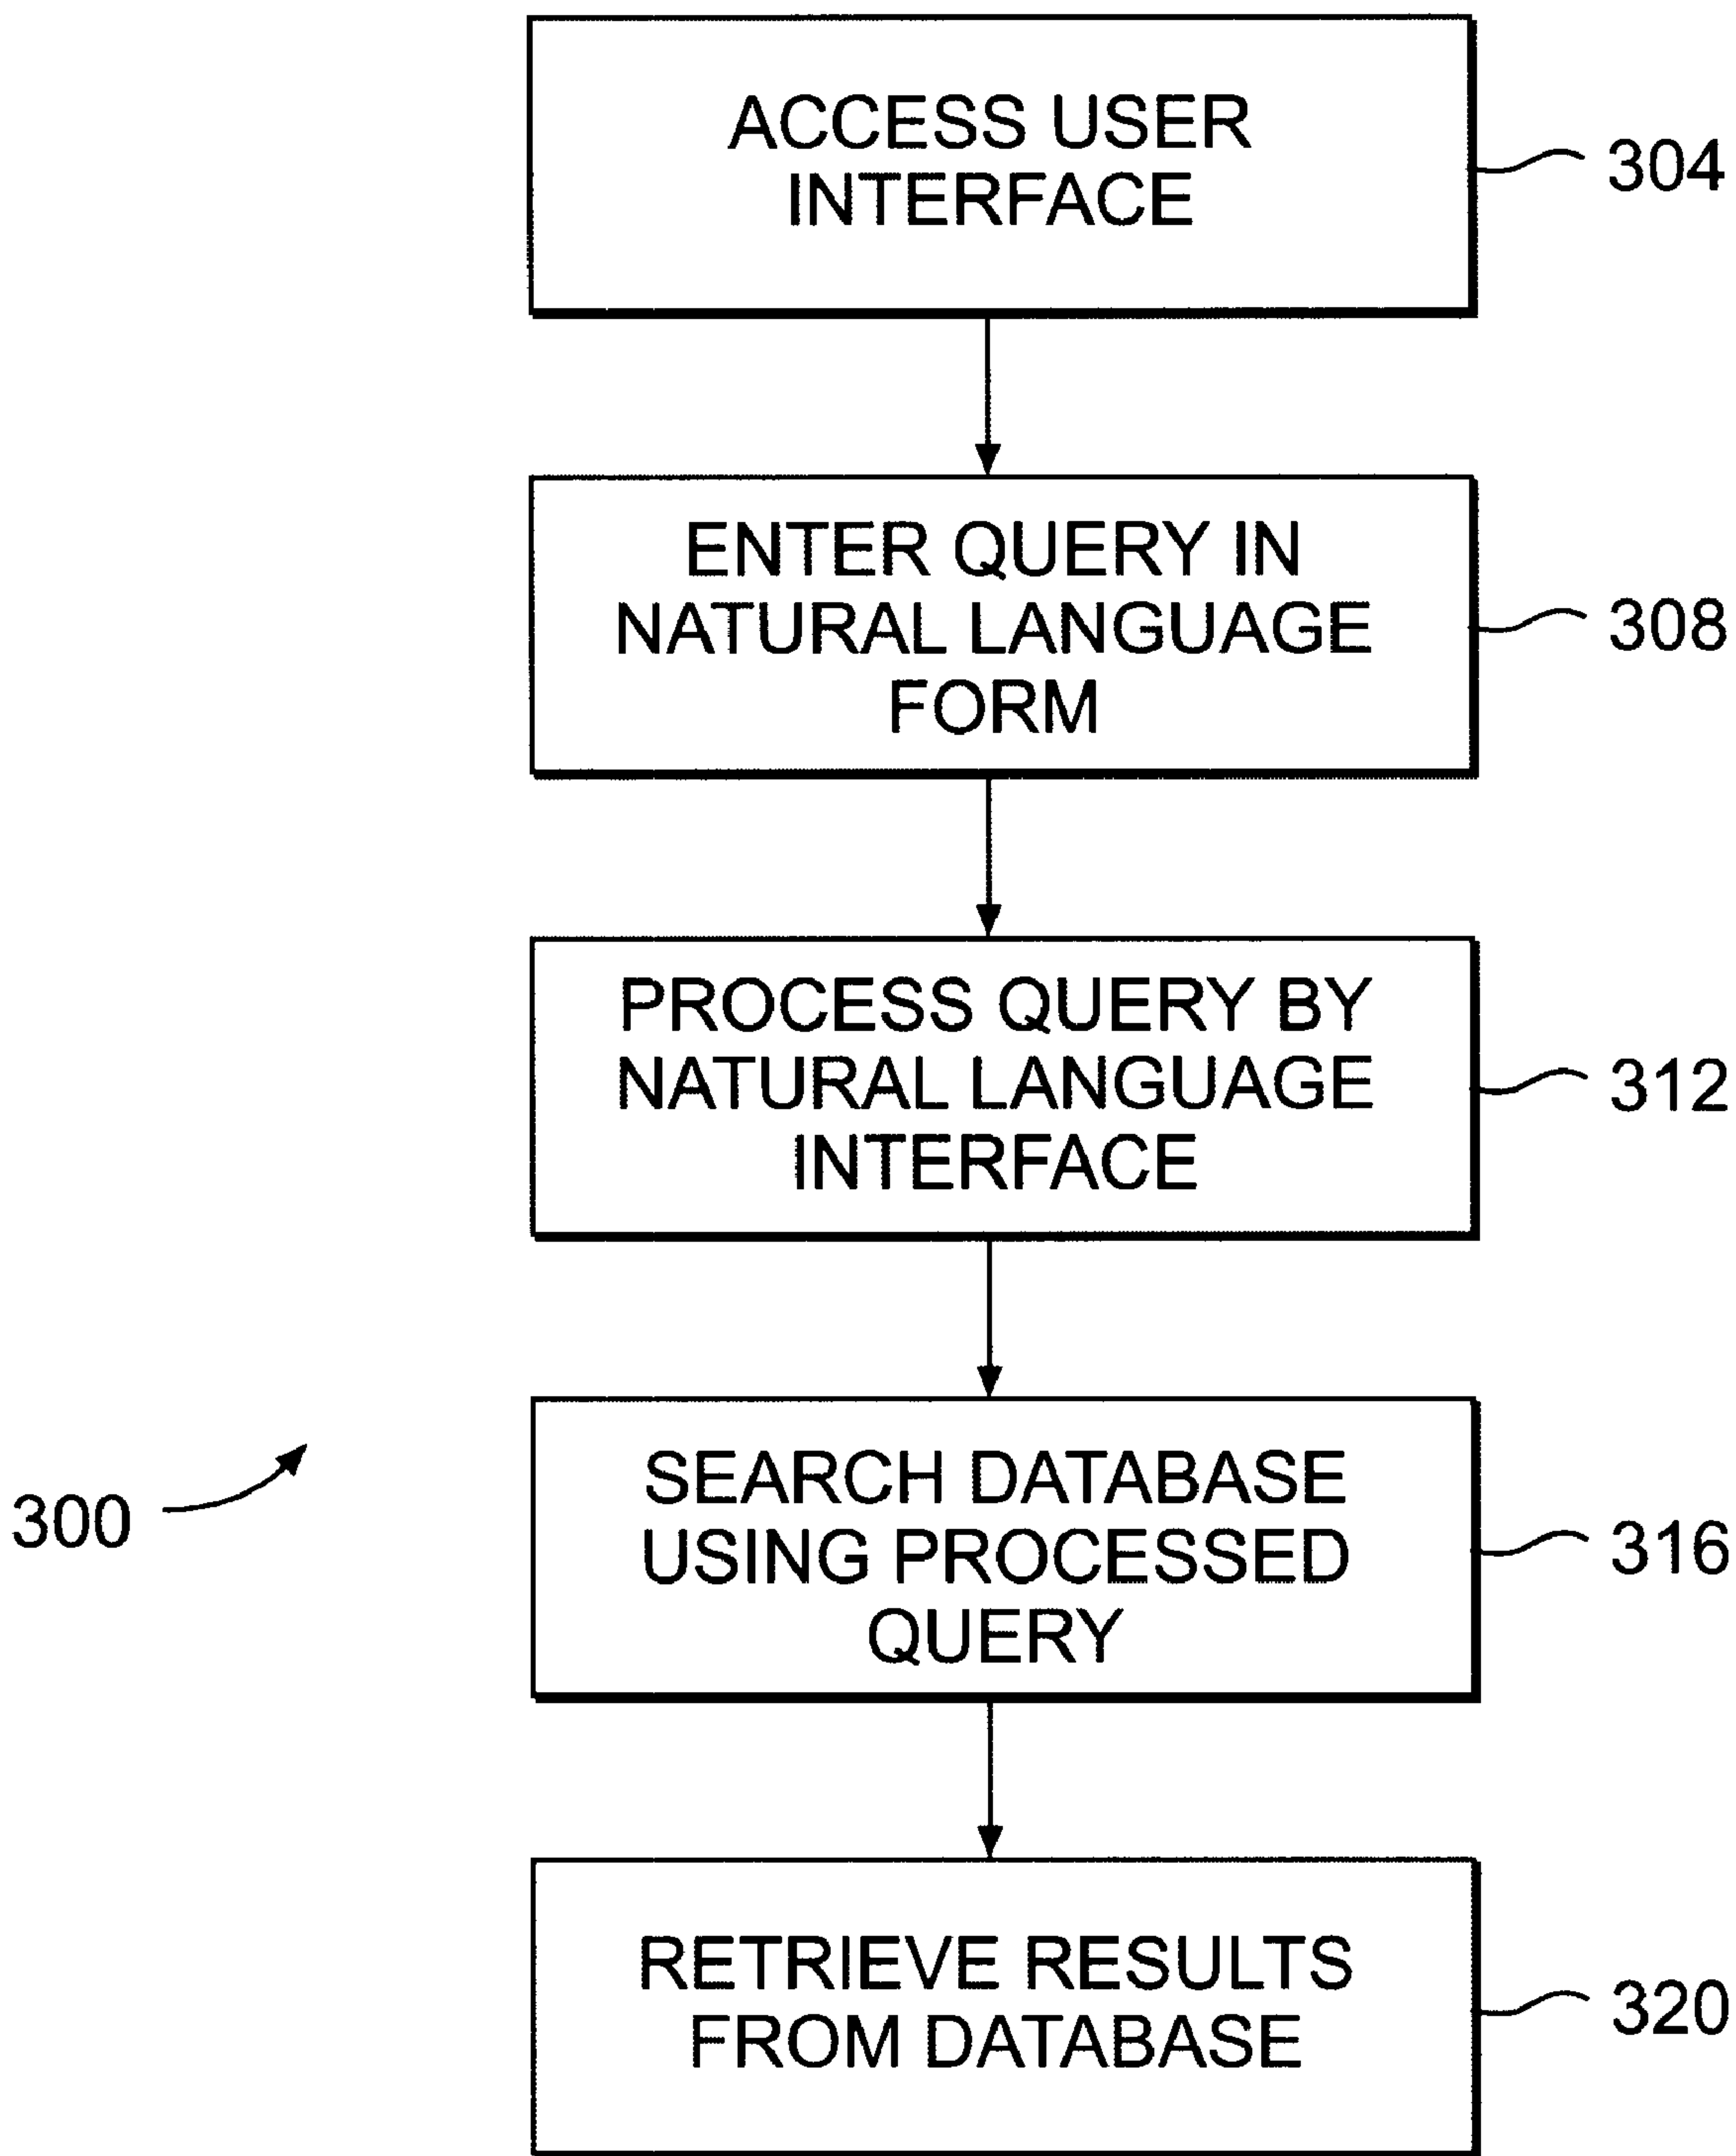 ACCESS USER
INTERFACE
304
ENTER QUERY IN
NATURAL LANGUAGE
FORM
308
PROCESS QUERY BY
NATURAL LANGUAGE
INTERFACE
312
300
SEARCH DATABASE
USING PROCESSED
QUERY
316
RETRIEVE RESULTS
FROM DATABASE
320